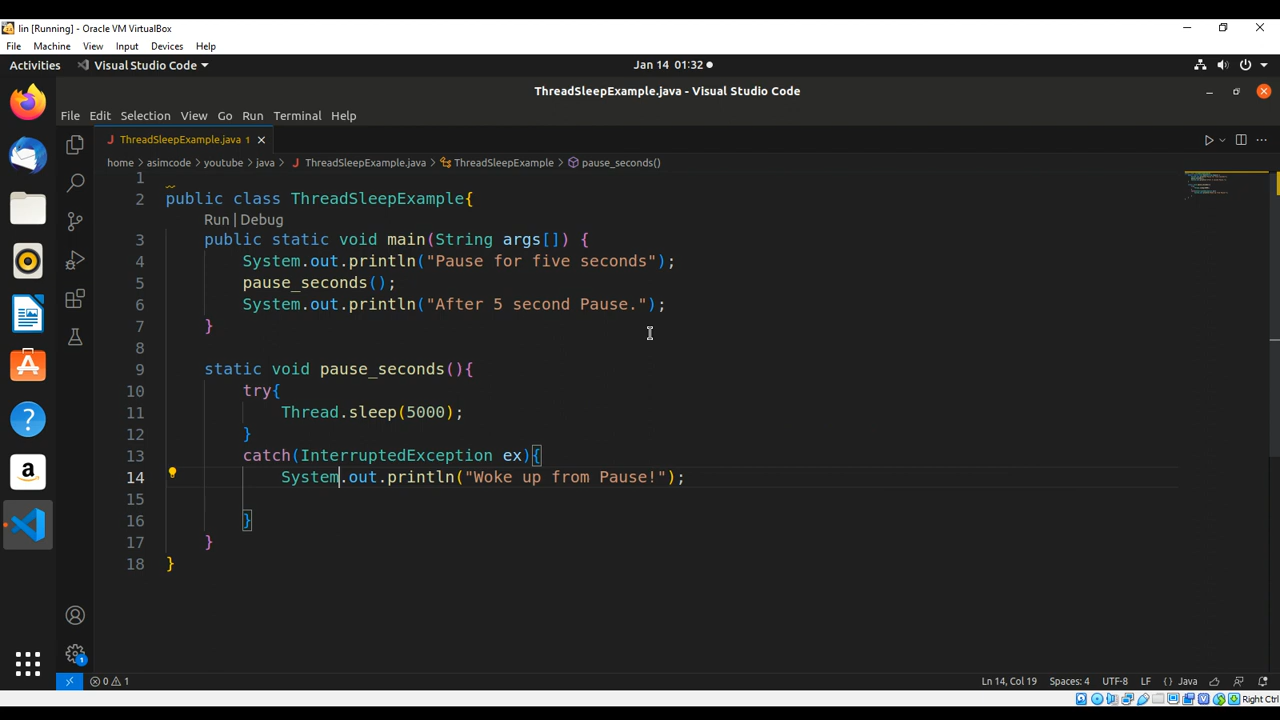 lin [Running] - Oracle VM VirtualBox
File Machine View Input Devices Help
Activities Visual Studio Code Jan 14 01:32
ThreadSleepExample.java - Visual Studio Code
File Edit Selection View Go Run Terminal Help
ThreadSleepExample.java 1
home > asimcode > youtube > java > ThreadSleepExample.java > ThreadSleepExample > pause_seconds()
1
2 public class ThreadSleepExample{
Run | Debug
3 public static void main(String args[]) {
4 System.out.println("Pause for five seconds");
5 pause_seconds();
6 System.out.println("After 5 second Pause.");
7 }
8
9 static void pause_seconds(){
10 try{
11 Thread.sleep(5000);
12 }
13 catch(InterruptedException ex){
14 System.out.println("Woke up from Pause!");
15
16 }
17 }
18 }
1
0 1 Ln 14, Col 19 Spaces: 4 UTF-8 LF {} Java
Right Ctrl